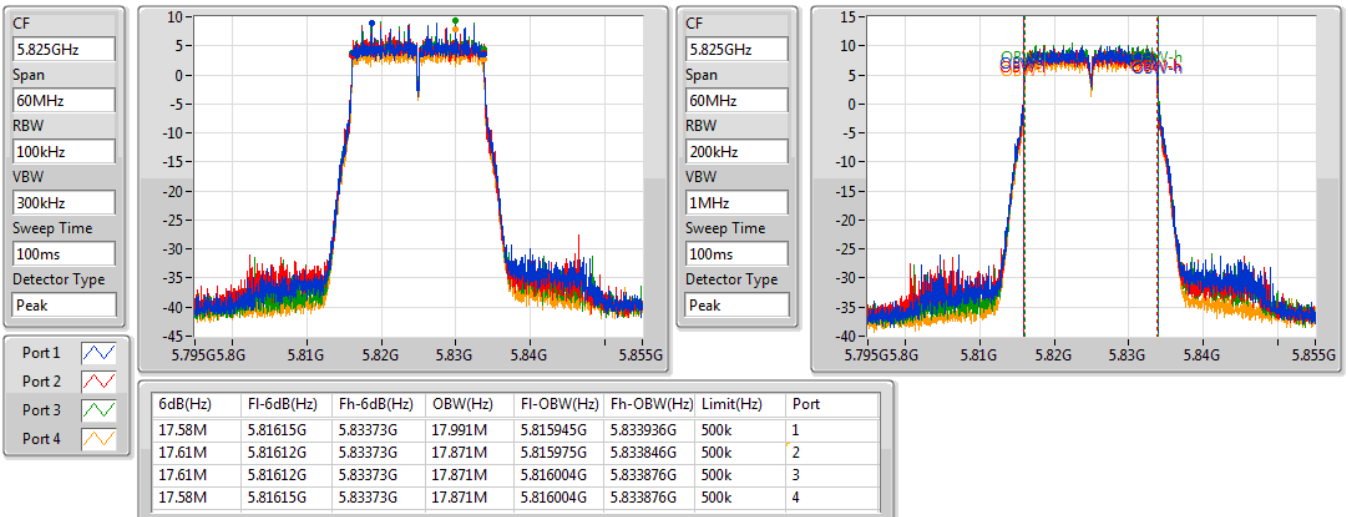 CF
5.825GHz
Span
60MHz
RBW
100kHz
VBW
300kHz
Sweep Time
100ms
Detector Type
Peak
10
5
0
-5
-10
-15
-20
-25
-30
-35
-40
-45
5.795G 5.8G 5.81G 5.82G 5.83G 5.84G 5.855G
CF
5.825GHz
Span
60MHz
RBW
200kHz
VBW
1MHz
Sweep Time
100ms
Detector Type
Peak
15
10
5
0
-5
-10
-15
-20
-25
-30
-35
-40
OBW-h
5.795G 5.8G 5.81G 5.82G 5.83G 5.84G 5.855G
Port 1
Port 2
Port 3
Port 4
6dB(Hz) Fl-6dB(Hz) Fh-6dB(Hz) OBW(Hz) Fl-OBW(Hz) Fh-OBW(Hz) Limit(Hz) Port
17.58M 5.81615G 5.83373G 17.991M 5.815945G 5.833936G 500k 1
17.61M 5.81612G 5.83373G 17.871M 5.815975G 5.833846G 500k 2
17.61M 5.81612G 5.83373G 17.871M 5.816004G 5.833876G 500k 3
17.58M 5.81615G 5.83373G 17.871M 5.816004G 5.833876G 500k 4